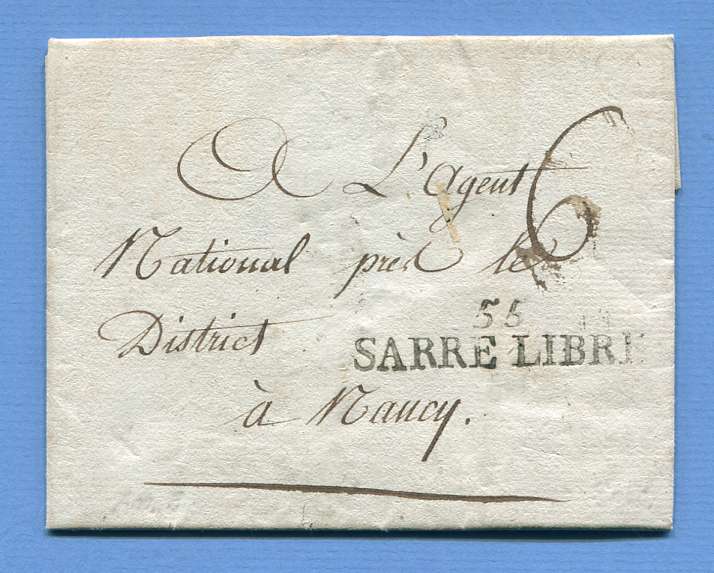 A L'Agent 6
National près le
District
55
SARRE LIBRE
à Nancy.